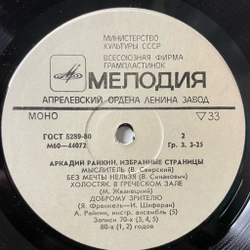 МИНИСТЕРСТВО
КУЛЬТУРЫ СССР
ВСЕСОЮЗНАЯ ФИРМА
ГРАМПЛАСТИНОК
МЕЛОДИЯ
АПРЕЛЕВСКИЙ ОРДЕНА ЛЕНИНА ЗАВОД
МОНО 33
ГОСТ 5289-80 2
М60—44072 Гр. 3. 3-25
АРКАДИЙ РАЙКИН. ИЗБРАННЫЕ СТРАНИЦЫ
МЫСЛИТЕЛЬ (В. Свирский)
БЕЗ МЕЧТЫ НЕЛЬЗЯ (В. Синакевич)
ХОЛОСТЯК. В ГРЕЧЕСКОМ ЗАЛЕ
(М. Жванецкий)
ДОБРОМУ ЗРИТЕЛЮ
(Я. Френкель—И. Шаферан)
А. Райкин, инстр. ансамбль (5)
Записи 70-х (3, 4, 5),
80-х (1, 2) годов